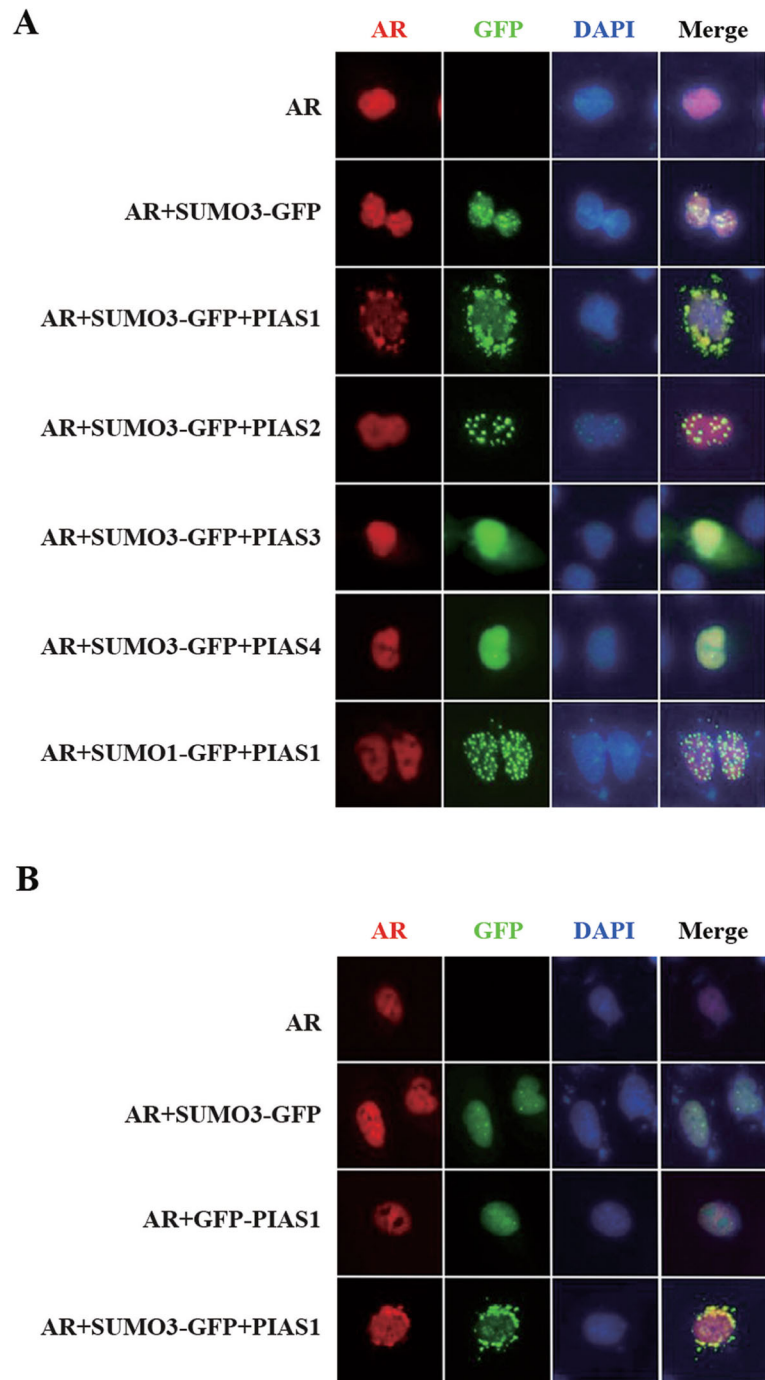 A
AR GFP DAPI Merge
AR
AR+SUMO3-GFP
AR+SUMO3-GFP+PIAS1
AR+SUMO3-GFP+PIAS2
AR+SUMO3-GFP+PIAS3
AR+SUMO3-GFP+PIAS4
AR+SUMO1-GFP+PIAS1
B
AR GFP DAPI Merge
AR
AR+SUMO3-GFP
AR+GFP-PIAS1
AR+SUMO3-GFP+PIAS1